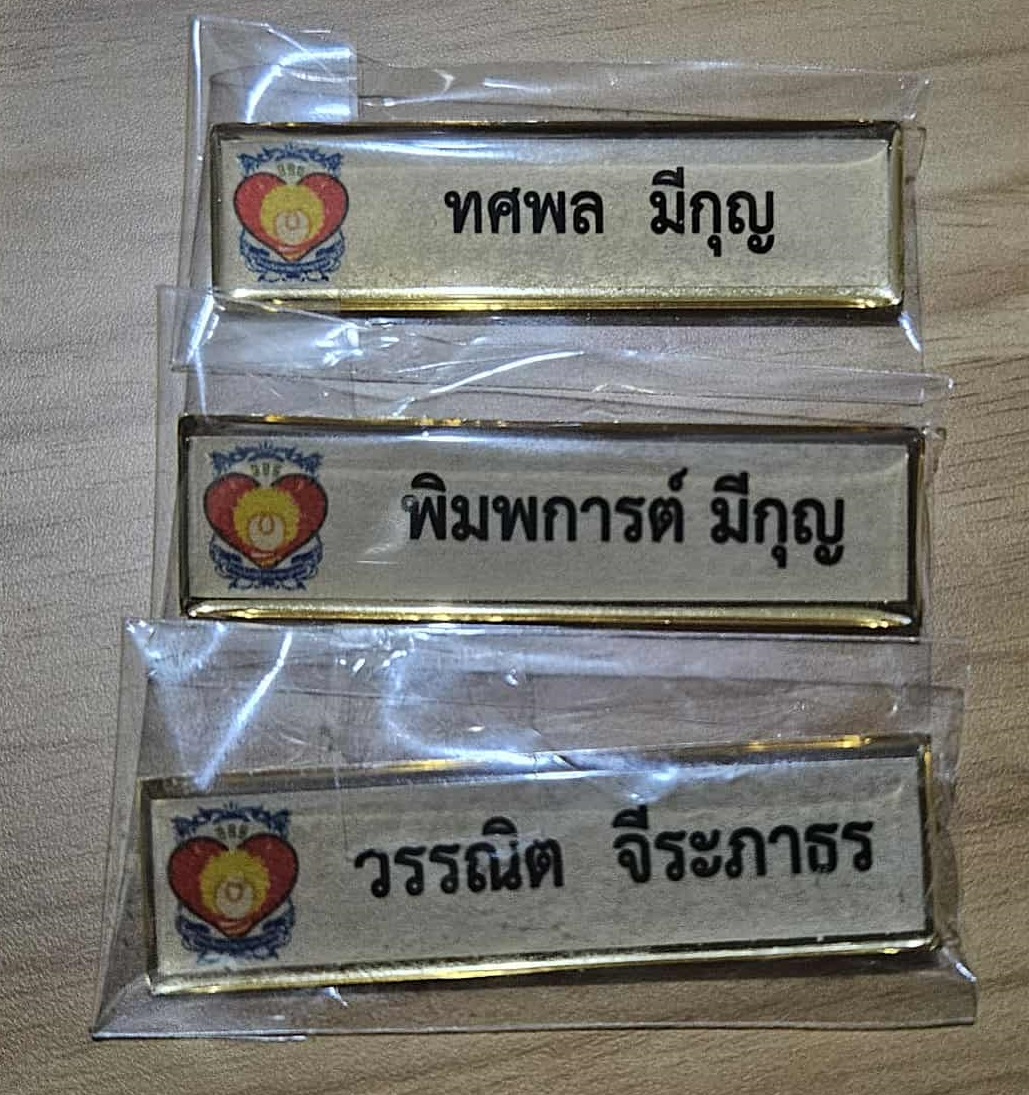 ทศพล มีกุญ
พิมพการต์ มีกุญ
วรรณิต จีระภาธร